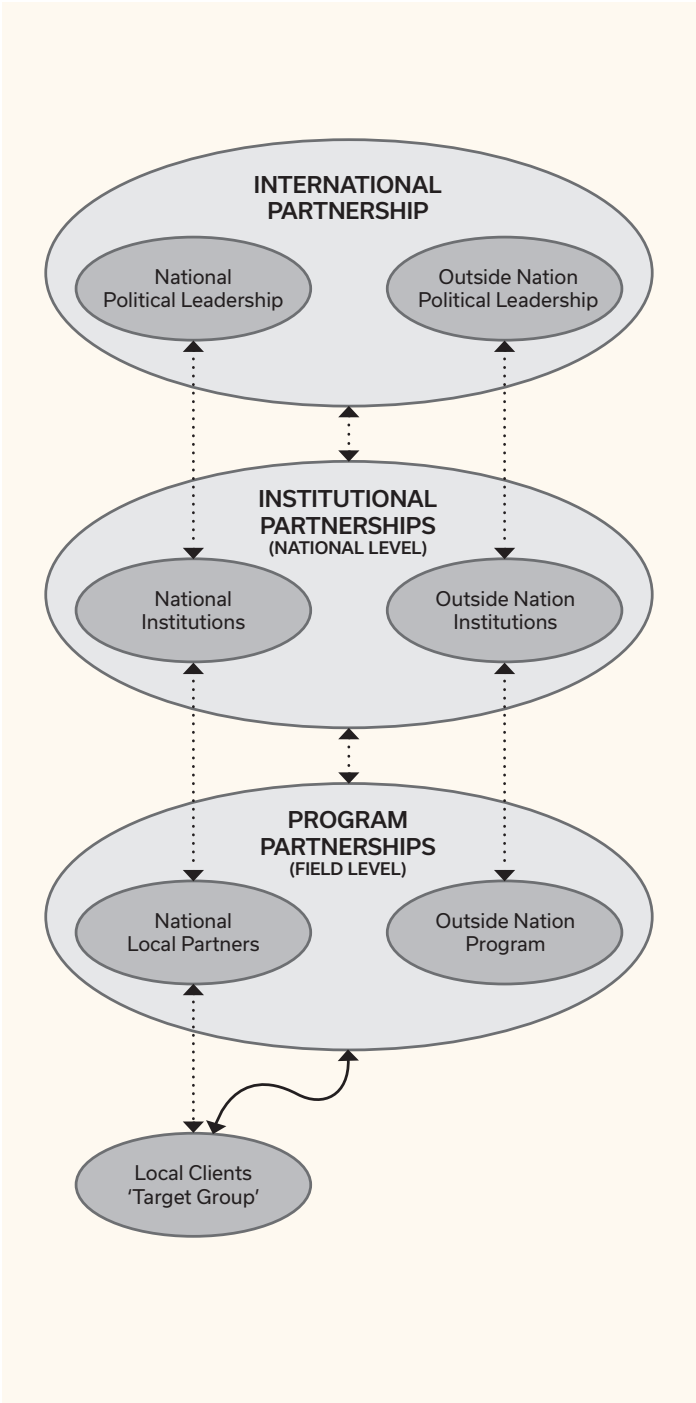 INTERNATIONAL
PARTNERSHIP
National
Political Leadership
Outside Nation
Political Leadership
INSTITUTIONAL
PARTNERSHIPS
(NATIONAL LEVEL)
National
Institutions
Outside Nation
Institutions
PROGRAM
PARTNERSHIPS
(FIELD LEVEL)
National
Local Partners
Outside Nation
Program
Local Clients
‘Target Group’